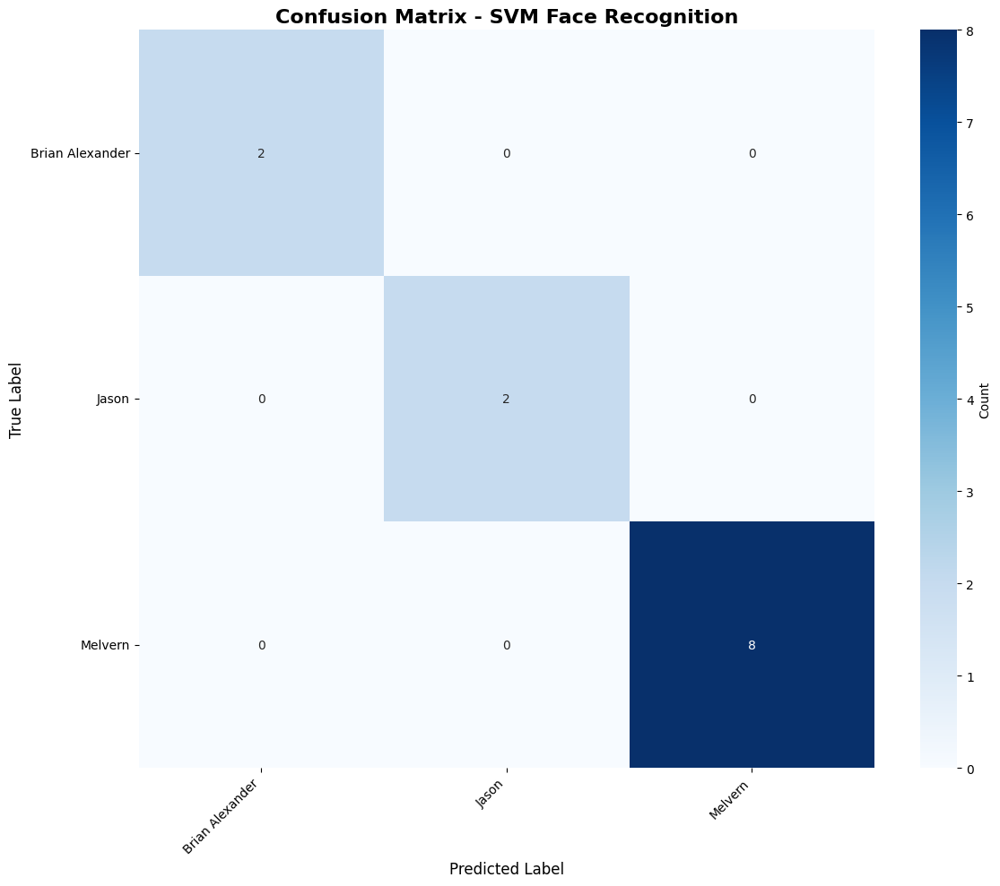 Confusion Matrix - SVM Face Recognition
Brian Alexander
2
0
0
Jason
0
2
0
Melvern
0
0
8
True Label
Brian Alexander
Jason
Melvern
Predicted Label
8
7
6
5
4
3
2
1
0
Count